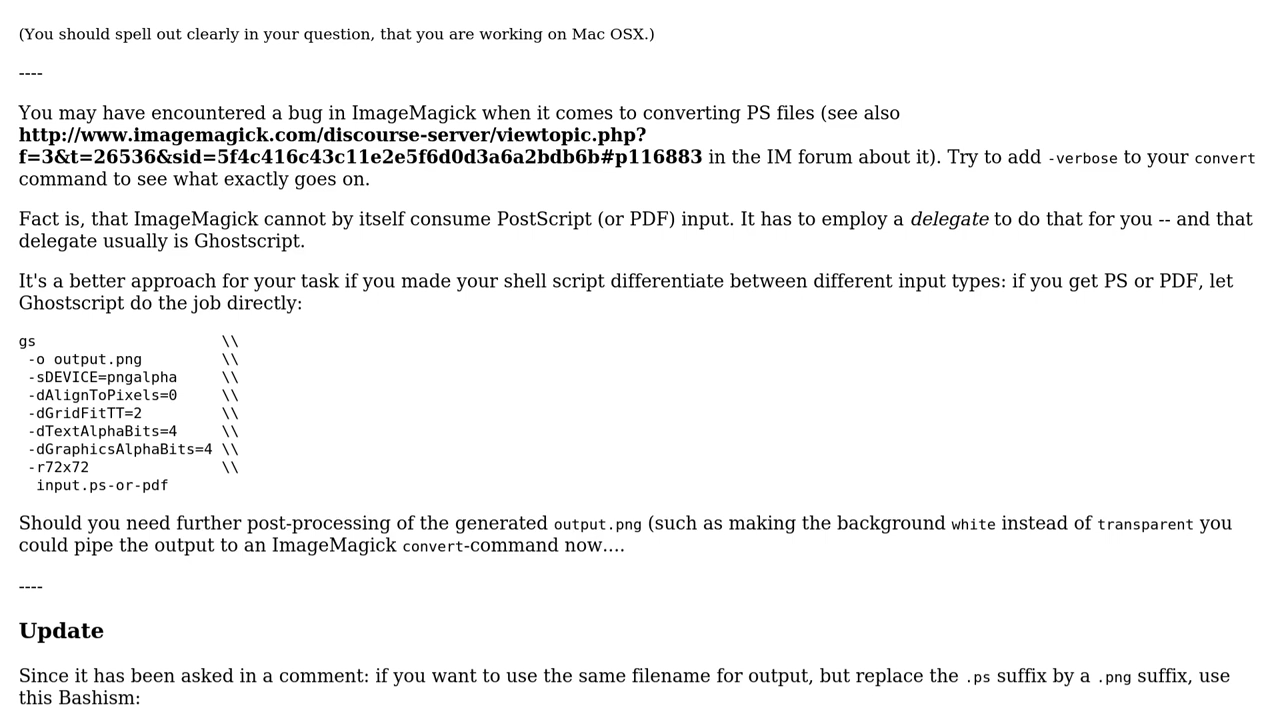 (You should spell out clearly in your question, that you are working on Mac OSX.)
----
You may have encountered a bug in ImageMagick when it comes to converting PS files (see also
http://www.imagemagick.com/discourse-server/viewtopic.php?
f=3&t=26536&sid=5f4c416c43c11e2e5f6d0d3a6a2bdb6b#p116883 in the IM forum about it). Try to add -verbose to your convert
command to see what exactly goes on.
Fact is, that ImageMagick cannot by itself consume PostScript (or PDF) input. It has to employ a delegate to do that for you -- and that
delegate usually is Ghostscript.
It's a better approach for your task if you made your shell script differentiate between different input types: if you get PS or PDF, let
Ghostscript do the job directly:
gs                     \\
 -o output.png         \\
 -sDEVICE=pngalpha     \\
 -dAlignToPixels=0     \\
 -dGridFitTT=2         \\
 -dTextAlphaBits=4     \\
 -dGraphicsAlphaBits=4 \\
 -r72x72               \\
  input.ps-or-pdf
Should you need further post-processing of the generated output.png (such as making the background white instead of transparent you
could pipe the output to an ImageMagick convert-command now....
----
Update
Since it has been asked in a comment: if you want to use the same filename for output, but replace the .ps suffix by a .png suffix, use
this Bashism: